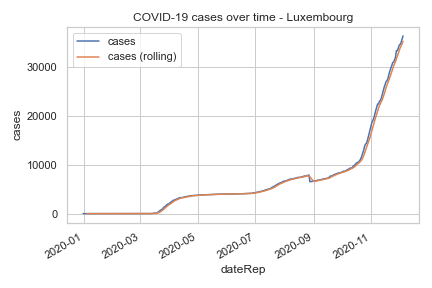 COVID-19 cases over time - Luxembourg
cases
cases (rolling)
30000
20000
10000
0
cases
2020-01
2020-03
2020-05
2020-07
2020-09
2020-11
dateRep